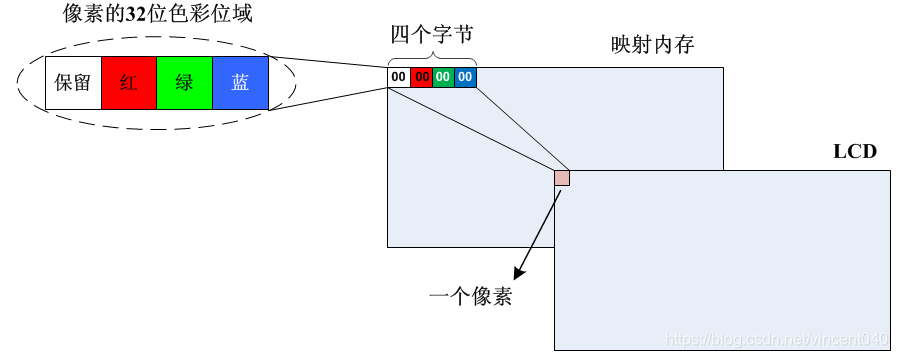 像素的32位色彩位域
四个字节
映射内存
保留 红 绿 蓝
00 00 00 00
LCD
一个像素
https://blog.csdn.net/vincent040